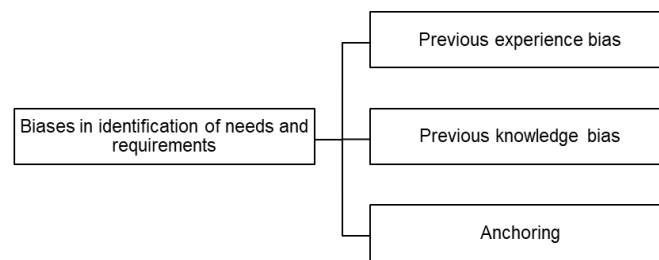 Previous experience bias
Biases in identification of needs and
requirements
Previous knowledge bias
Anchoring